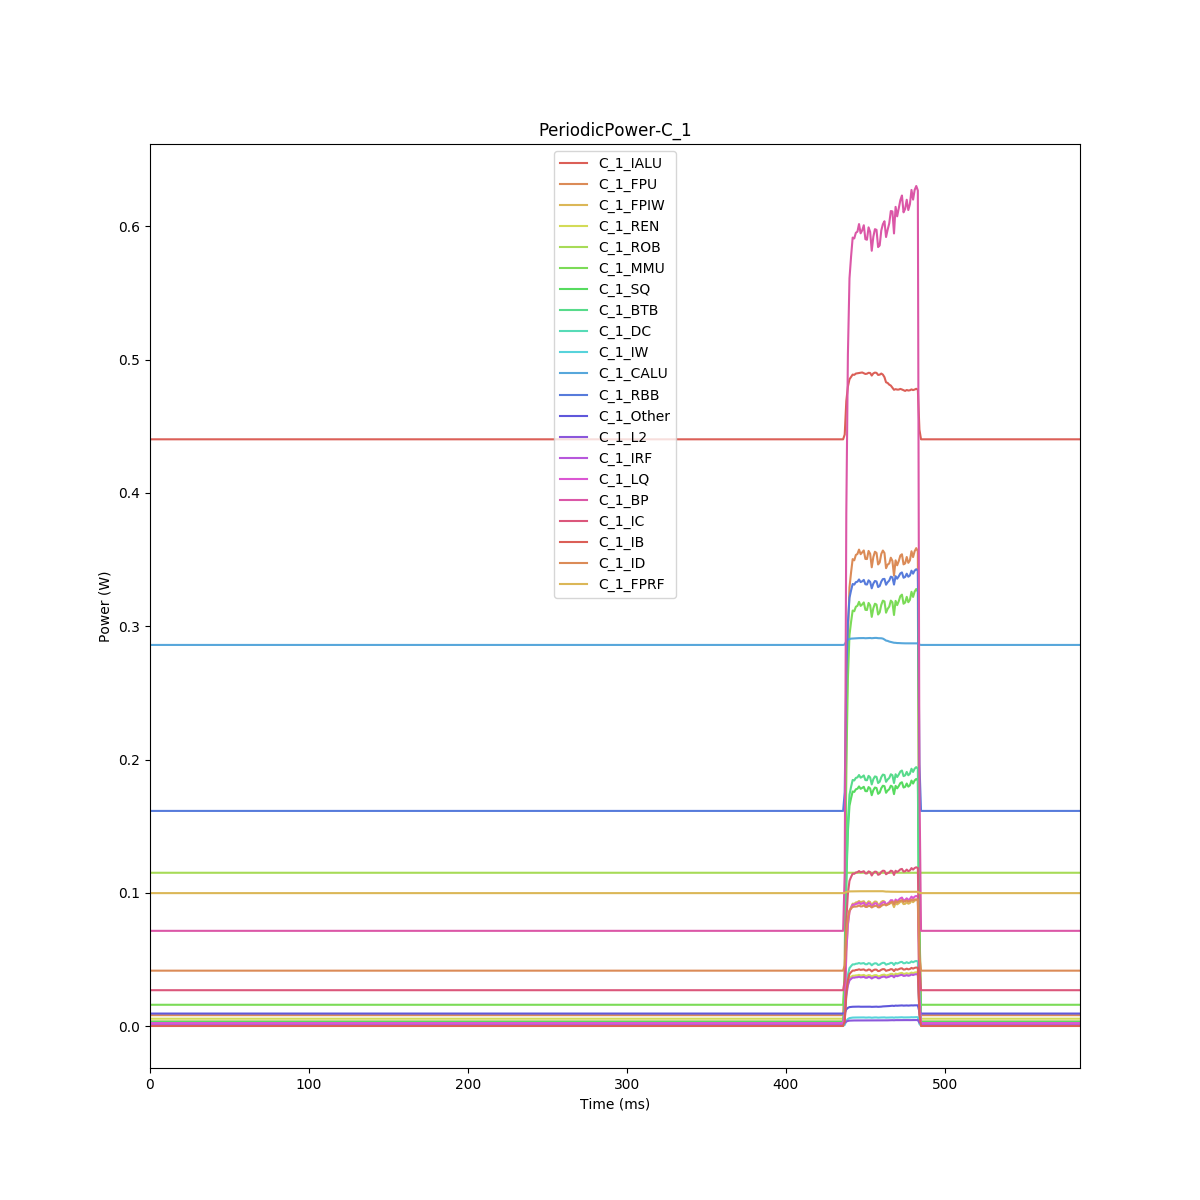 PeriodicPower-C_1
C_1_IALU
C_1_FPU
C_1_FPIW
C_1_REN
C_1_ROB
C_1_MMU
C_1_SQ
C_1_BTB
C_1_DC
C_1_IW
C_1_CALU
C_1_RBB
C_1_Other
C_1_L2
C_1_IRF
C_1_LQ
C_1_BP
C_1_IC
C_1_IB
C_1_ID
C_1_FPRF
0.6
0.5
0.4
0.3
0.2
0.1
0.0
Power (W)
0 100 200 300 400 500
Time (ms)